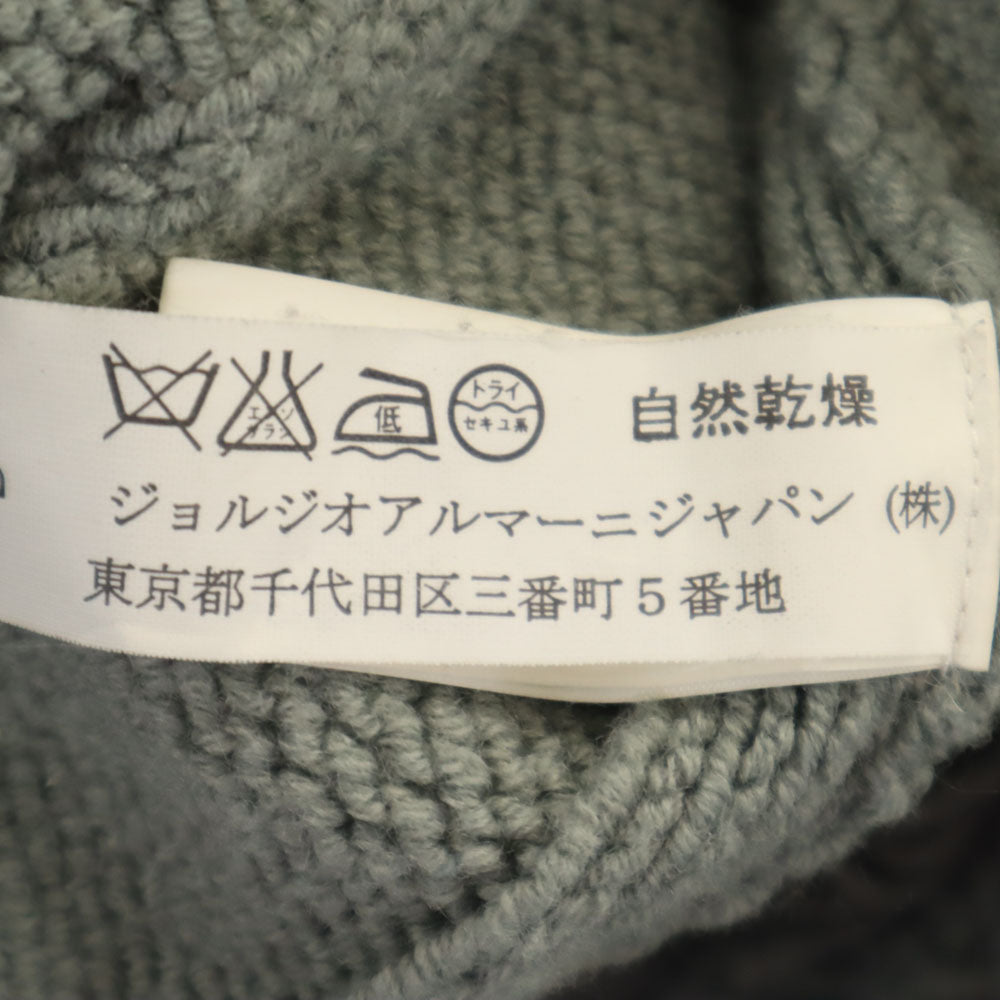 エンソサラシ 低 ドライ セキユ系 自然乾燥
ジョルジオアルマーニジャパン (株)
東京都千代田区三番町5番地